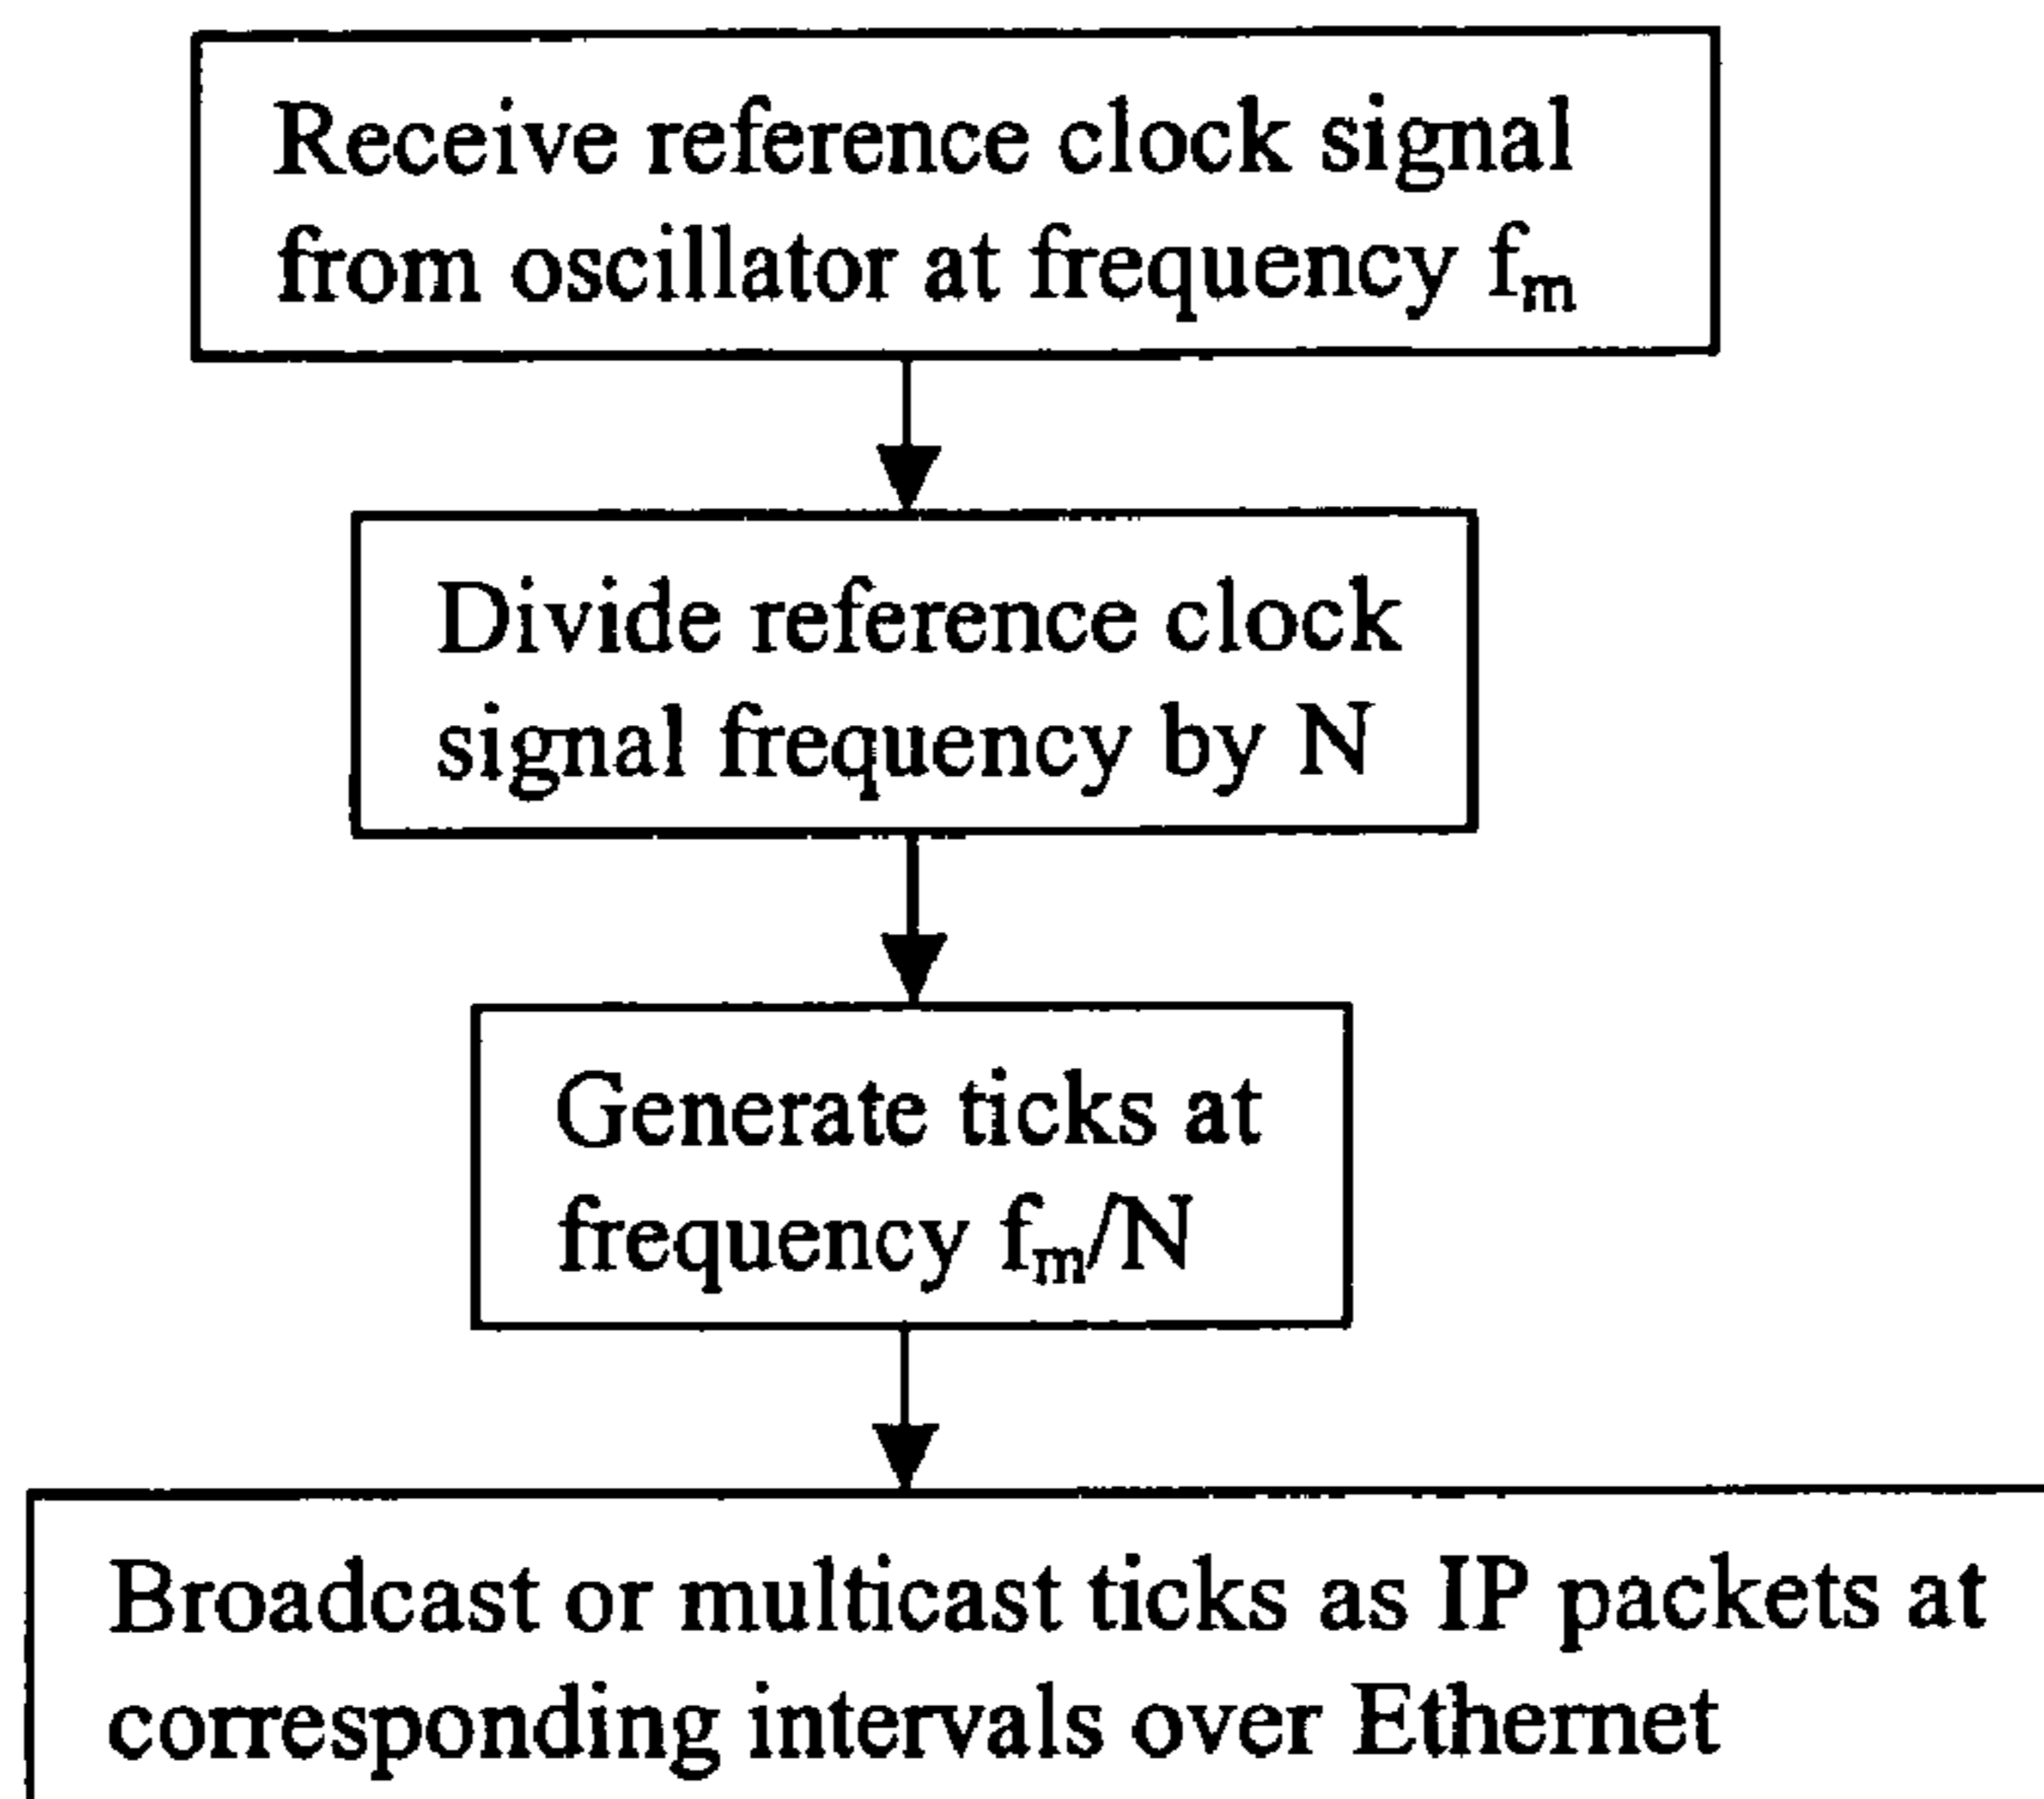 Receive reference clock signal
from oscillator at frequency fₘ
Divide reference clock
signal frequency by N
Generate ticks at
frequency fₘ/N
Broadcast or multicast ticks as IP packets at
corresponding intervals over Ethernet